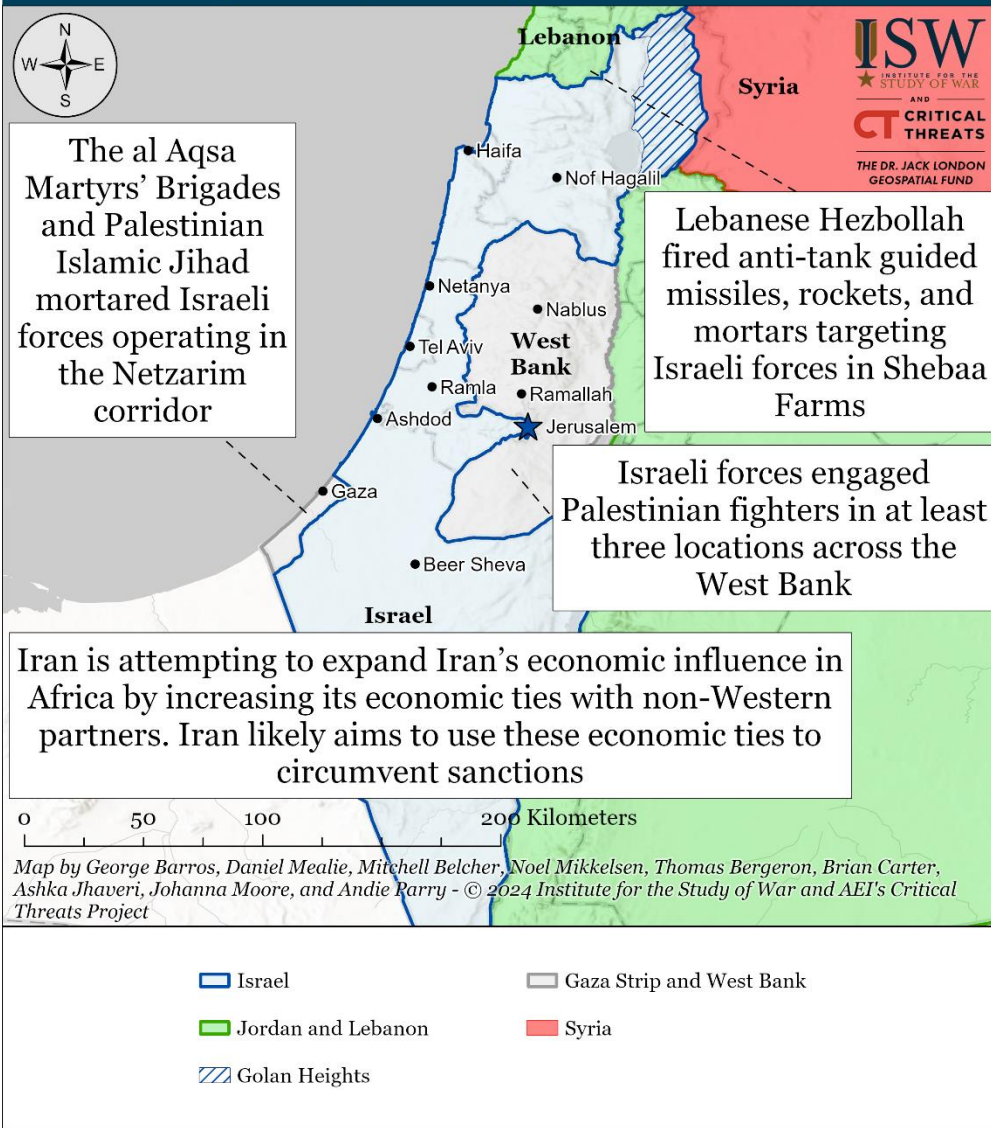 N
W
E
S
Lebanon
Syria
ISW
INSTITUTE FOR THE
STUDY OF WAR
AND
CT CRITICAL
THREATS
THE DR. JACK LONDON
GEOSPATIAL FUND
The al Aqsa
Martyrs’ Brigades
and Palestinian
Islamic Jihad
mortared Israeli
forces operating in
the Netzarim
corridor
Haifa
Nof Hagalil
Lebanese Hezbollah
fired anti-tank guided
missiles, rockets, and
mortars targeting
Israeli forces in Shebaa
Farms
Netanya
Nablus
West
Bank
Tel Aviv
Ramla
Ramallah
Ashdod
Jerusalem
Israeli forces engaged
Palestinian fighters in at least
three locations across the
West Bank
Gaza
Beer Sheva
Israel
Iran is attempting to expand Iran’s economic influence in
Africa by increasing its economic ties with non-Western
partners. Iran likely aims to use these economic ties to
circumvent sanctions
0 50 100 200 Kilometers
Map by George Barros, Daniel Mealie, Mitchell Belcher, Noel Mikkelsen, Thomas Bergeron, Brian Carter,
Ashka Jhaveri, Johanna Moore, and Andie Parry - © 2024 Institute for the Study of War and AEI's Critical
Threats Project
Israel
Gaza Strip and West Bank
Jordan and Lebanon
Syria
Golan Heights